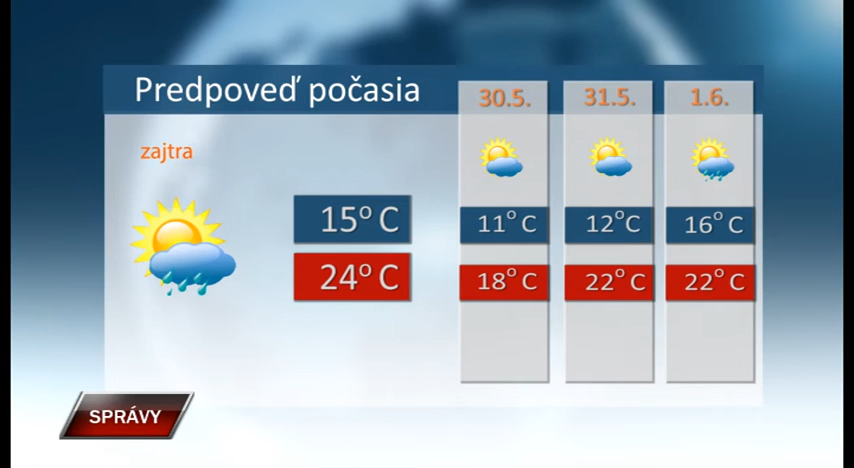 Predpoveď počasia
zajtra
15° C
24° C
30.5. 31.5. 1.6.
11° C 12°C 16° C
18° C 22° C 22° C
SPRÁVY